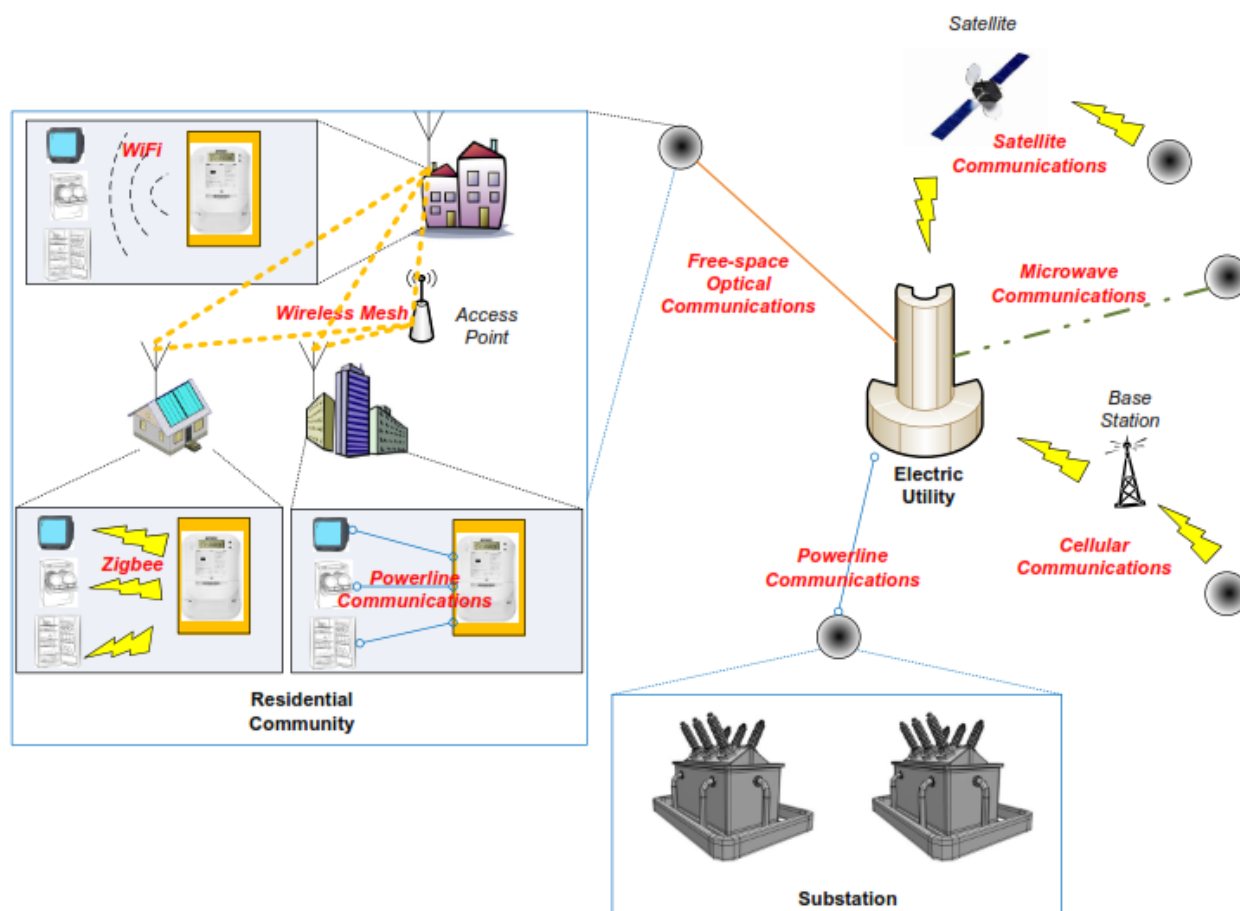 Satellite
WiFi
Satellite
Communications
Free-space
Optical
Communications
Microwave
Communications
Wireless Mesh
Access
Point
Base
Station
Electric
Utility
Zigbee
Powerline
Communications
Powerline
Communications
Cellular
Communications
Residential
Community
Substation